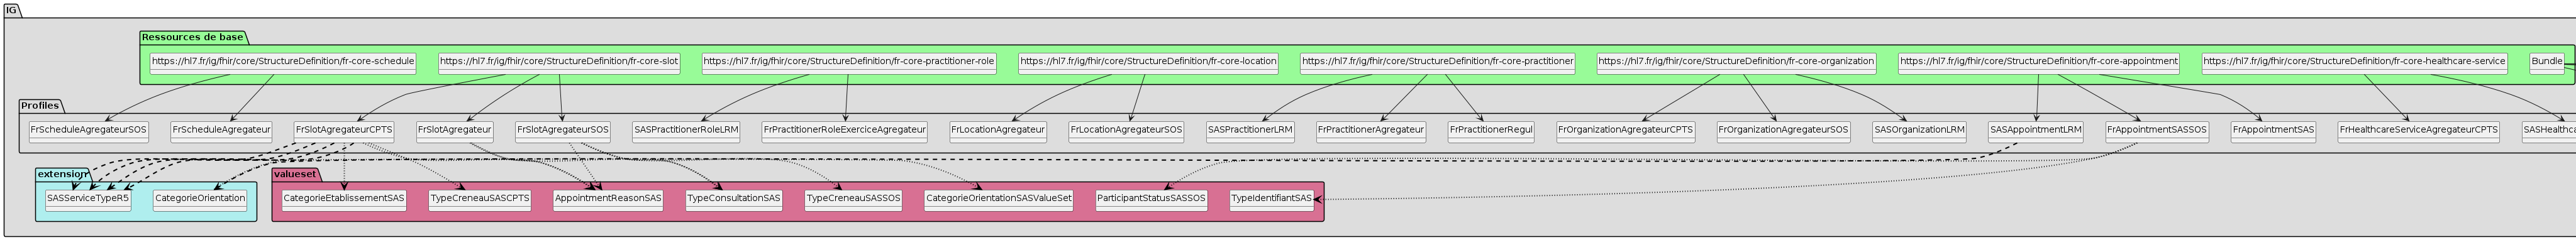 IG
Ressources de base
https://hl7.fr/ig/fhir/core/StructureDefinition/fr-core-schedule
https://hl7.fr/ig/fhir/core/StructureDefinition/fr-core-slot
https://hl7.fr/ig/fhir/core/StructureDefinition/fr-core-practitioner-role
https://hl7.fr/ig/fhir/core/StructureDefinition/fr-core-location
https://hl7.fr/ig/fhir/core/StructureDefinition/fr-core-practitioner
https://hl7.fr/ig/fhir/core/StructureDefinition/fr-core-organization
https://hl7.fr/ig/fhir/core/StructureDefinition/fr-core-appointment
https://hl7.fr/ig/fhir/core/StructureDefinition/fr-core-healthcare-service
Bundle
Profiles
FrScheduleAgregateurSOS
FrScheduleAgregateur
FrSlotAgregateurCPTS
FrSlotAgregateur
FrSlotAgregateurSOS
SASPractitionerRoleLRM
FrPractitionerRoleExerciceAgregateur
FrLocationAgregateur
FrLocationAgregateurSOS
SASPractitionerLRM
FrPractitionerAgregateur
FrPractitionerRegul
FrOrganizationAgregateurCPTS
FrOrganizationAgregateurSOS
SASOrganizationLRM
SASAppointmentLRM
FrAppointmentSASSOS
FrAppointmentSAS
FrHealthcareServiceAgregateurCPTS
SASHealthca
extension
SASServiceTypeR5
CategorieOrientation
valueset
CategorieEtablissementSAS
TypeCreneauSASCPTS
AppointmentReasonSAS
TypeConsultationSAS
TypeCreneauSASSOS
CategorieOrientationSASValueSet
ParticipantStatusSASSOS
TypeIdentifiantSAS